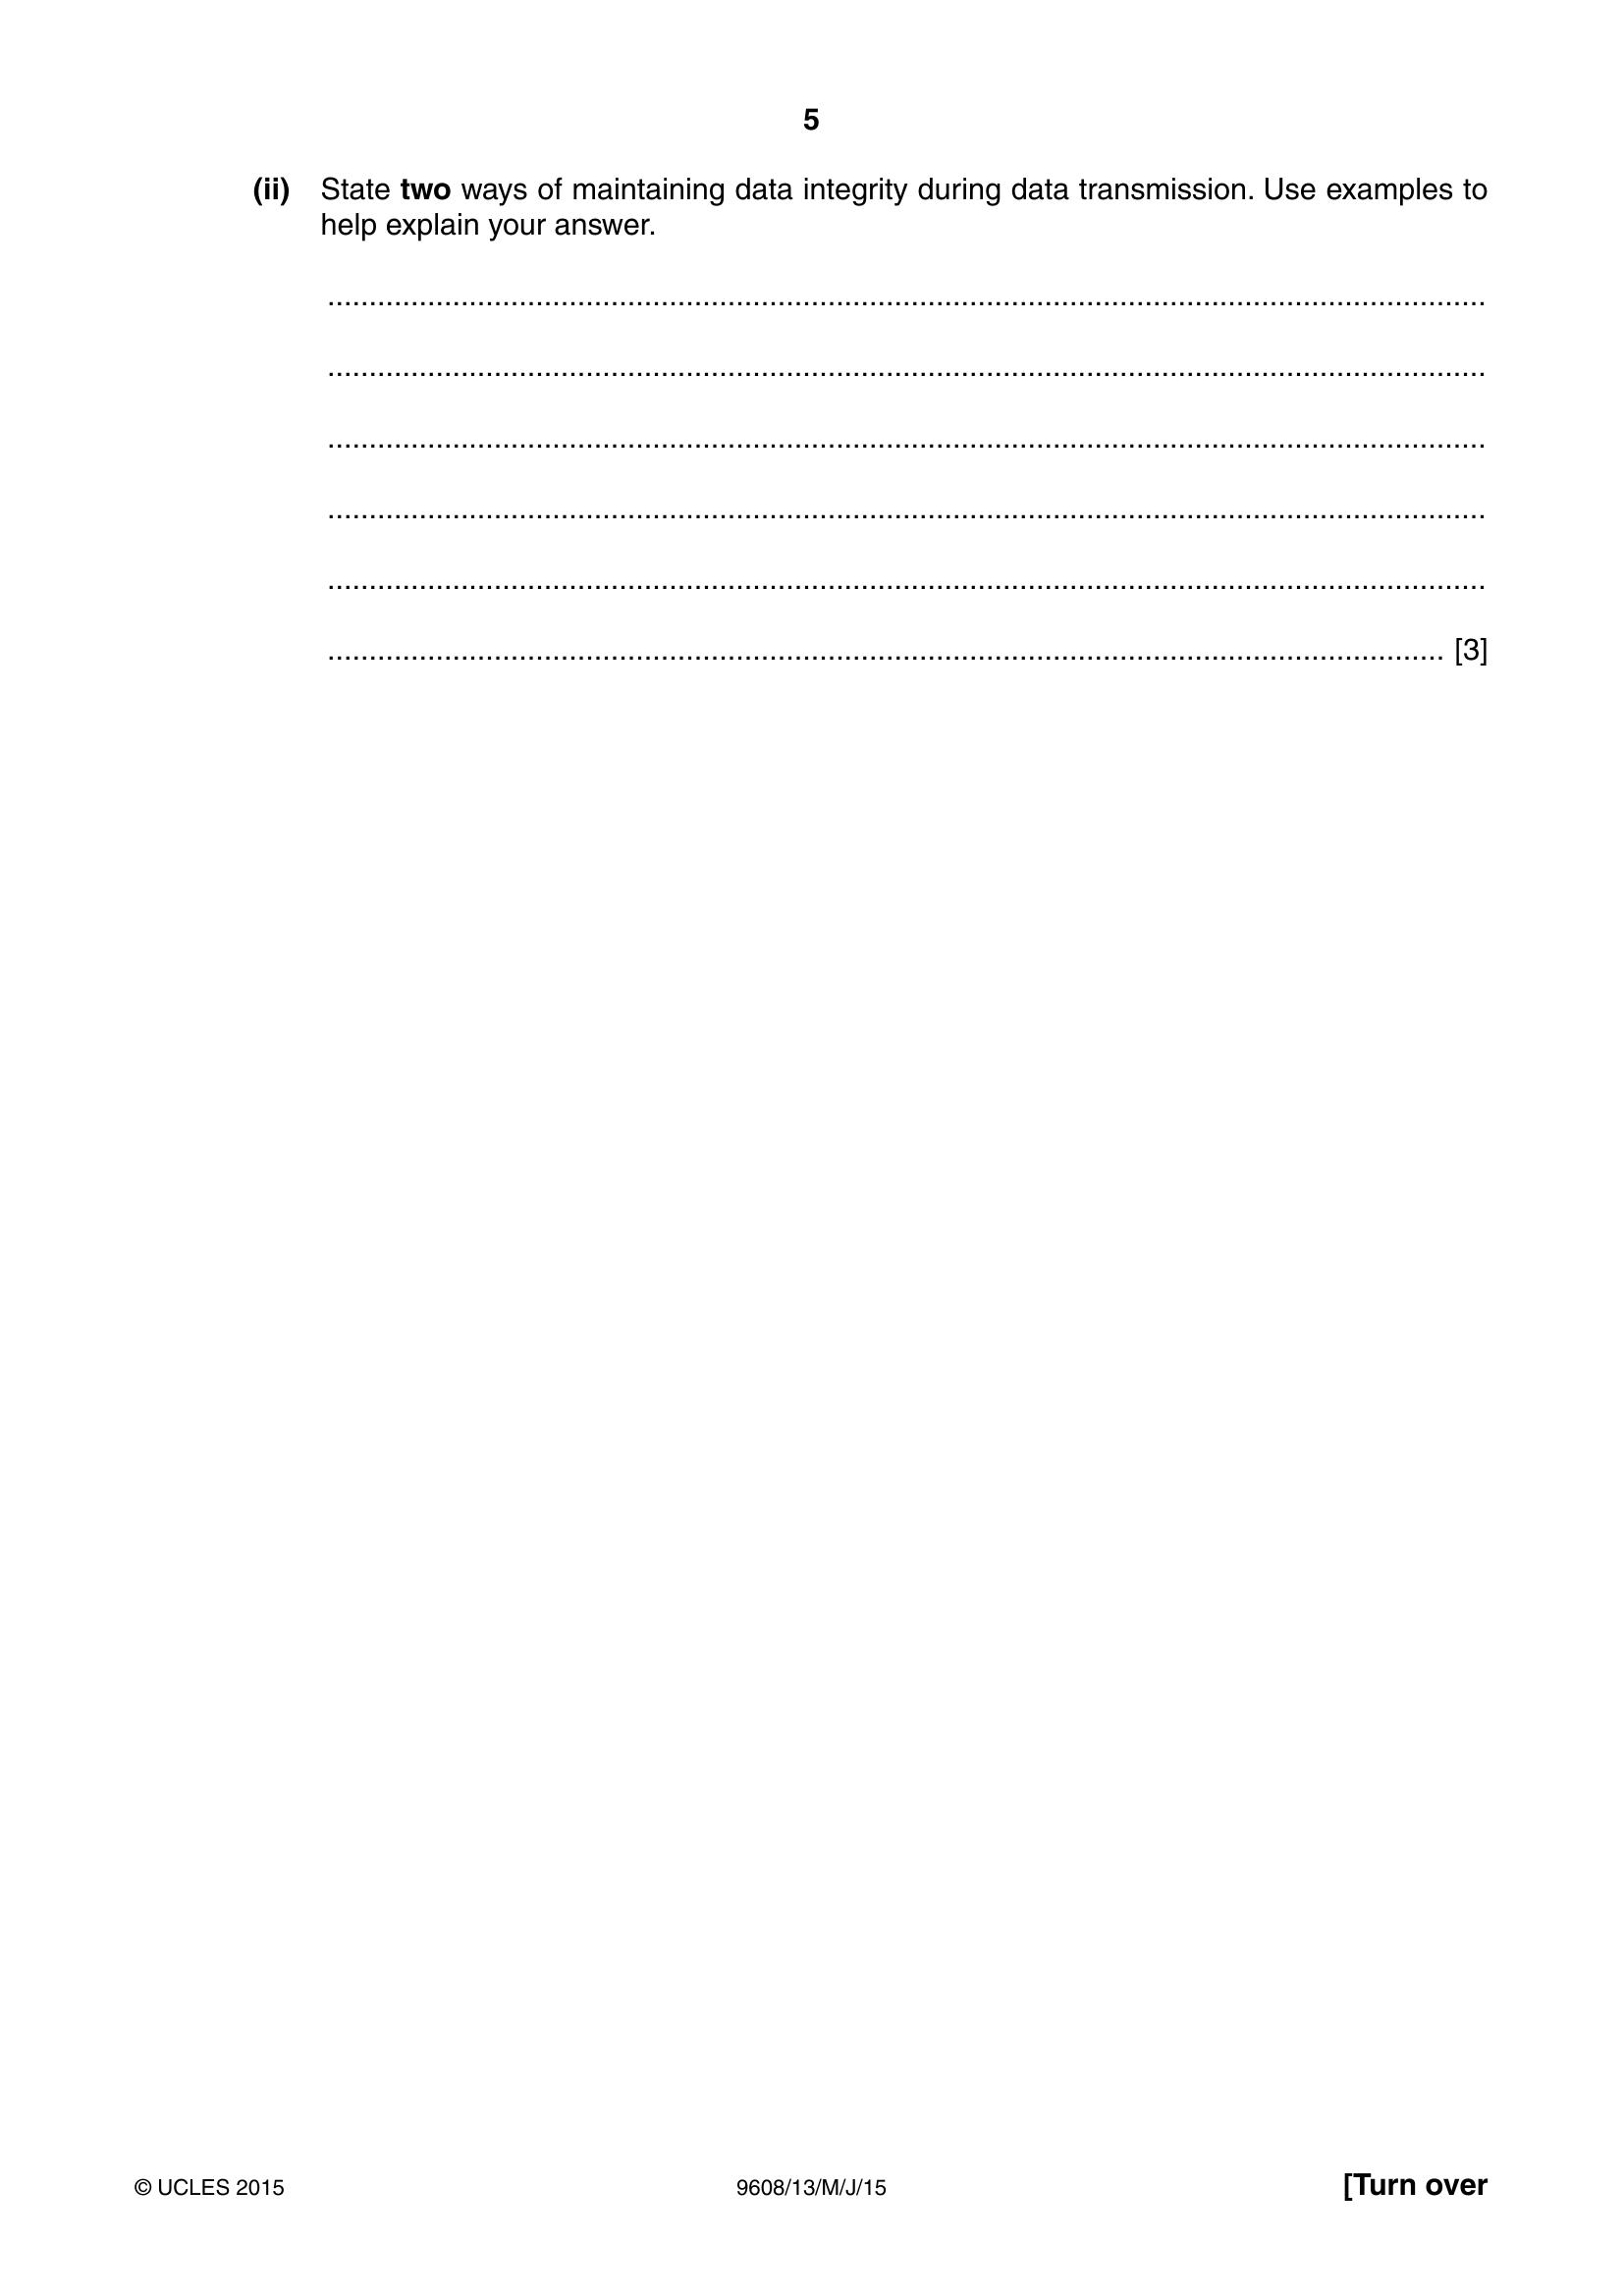 5
(ii) State two ways of maintaining data integrity during data transmission. Use examples to
help explain your answer.
..........................................................................................................................................
..........................................................................................................................................
..........................................................................................................................................
..........................................................................................................................................
..........................................................................................................................................
..................................................................................................................................... [3]
© UCLES 2015 9608/13/M/J/15 [Turn over